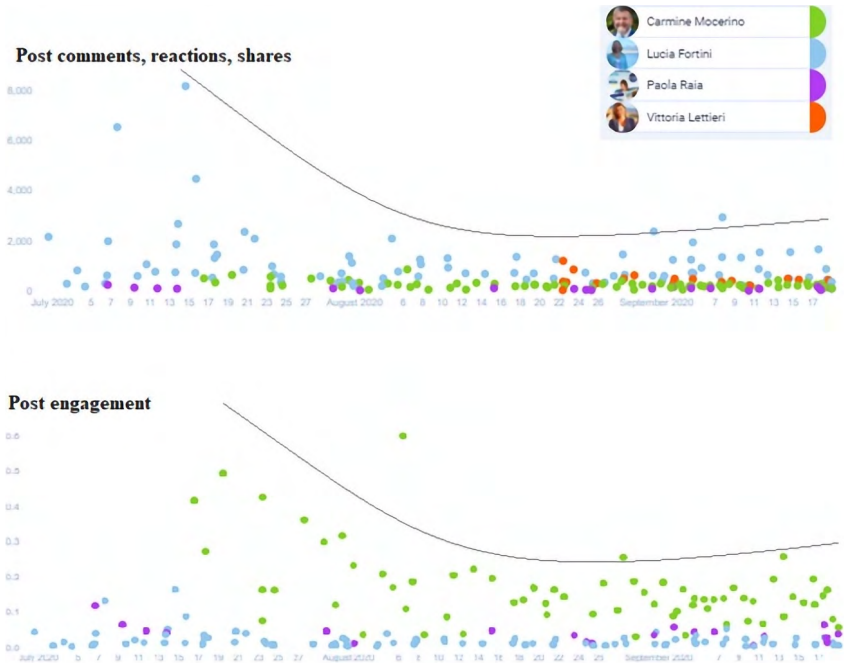 Carmine Mocerino
Lucia Fortini
Paola Raia
Vittoria Lettieri
Post comments, reactions, shares
8,000
6,000
4,000
2,000
0
July 2020 5 7 9 11 13 15 17 19 21 23 25 27 August 2020 6 8 10 12 14 16 18 20 22 24 26 September 2020 7 9 11 13 15 17
Post engagement
0.6
0.5
0.4
0.3
0.2
0.1
0.0
July 2020 5 7 9 11 13 15 17 19 21 23 25 27 August 2020 6 8 10 12 14 16 18 20 22 24 26 September 2020 7 9 11 13 15 17